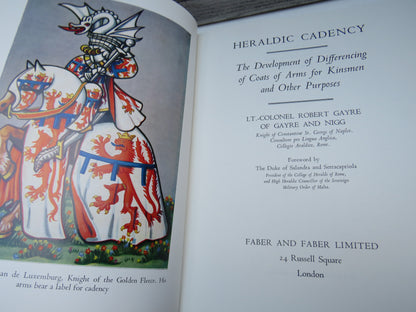 an de Luxemburg, Knight of the Golden Fleece. His
arms bear a label for cadency
HERALDIC CADENCY
The Development of Differencing
of Coats of Arms for Kinsmen
and Other Purposes
LT.-COLONEL ROBERT GAYRE
OF GAYRE AND NIGG
Knight of Constantine St. George of Naples,
Consultore pro Lingua Anglica,
Collegio Araldico, Rome.
Foreword by
The Duke of Salandra and Serracapriola
President of the College of Heralds of Rome,
and High Heraldic Councillor of the Sovereign
Military Order of Malta.
FABER AND FABER LIMITED
24 Russell Square
London